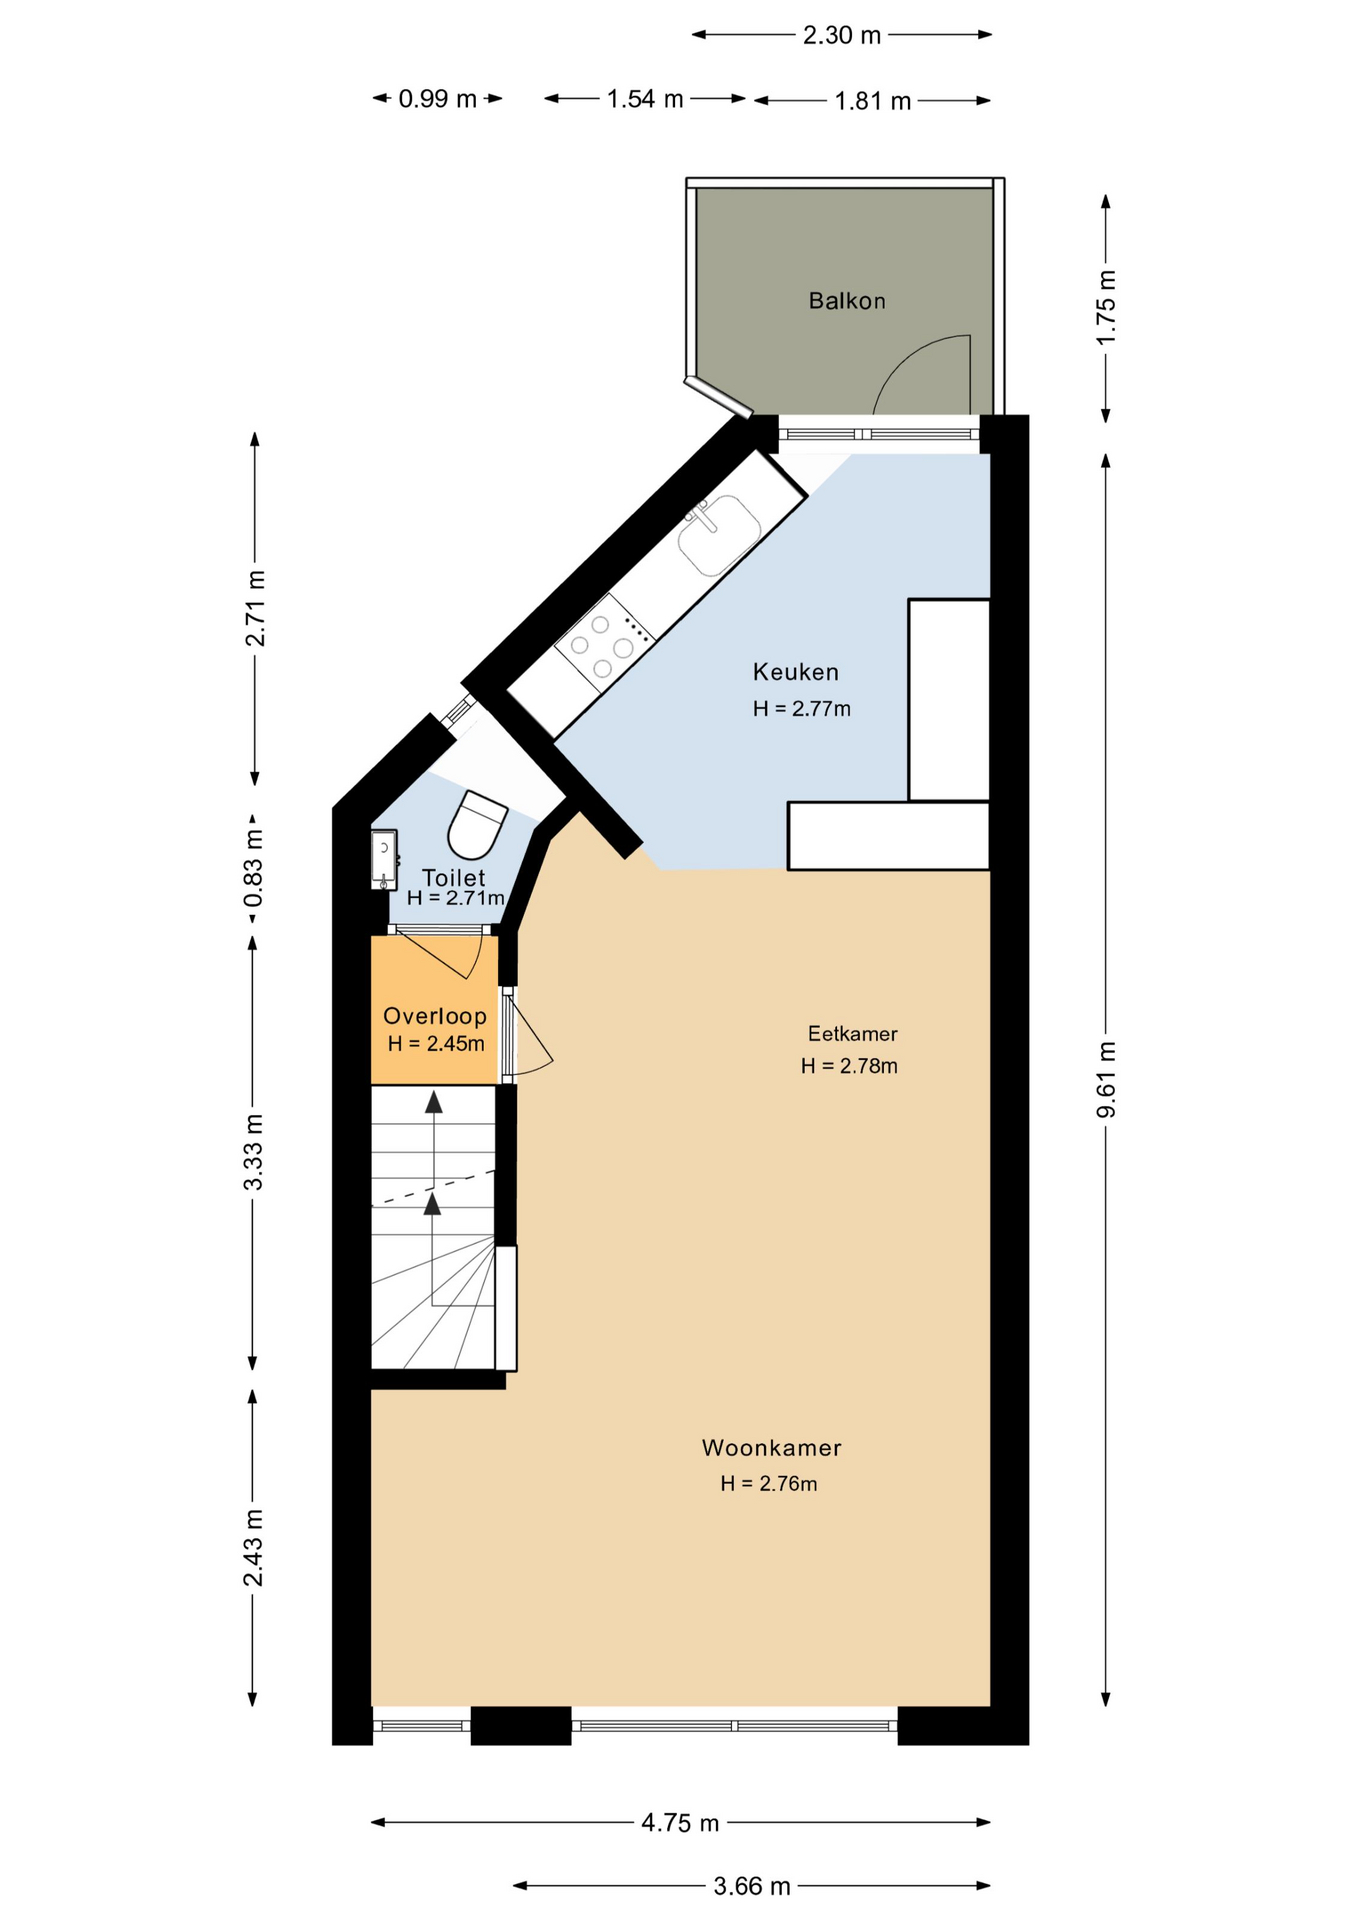 2.30 m
0.99 m
1.54 m
1.81 m
Balkon
1.75 m
2.71 m
Keuken
H = 2.77m
0.83 m
Toilet
H = 2.71m
Overloop
H = 2.45m
Eetkamer
H = 2.78m
9.61 m
3.33 m
Woonkamer
H = 2.76m
2.43 m
4.75 m
3.66 m